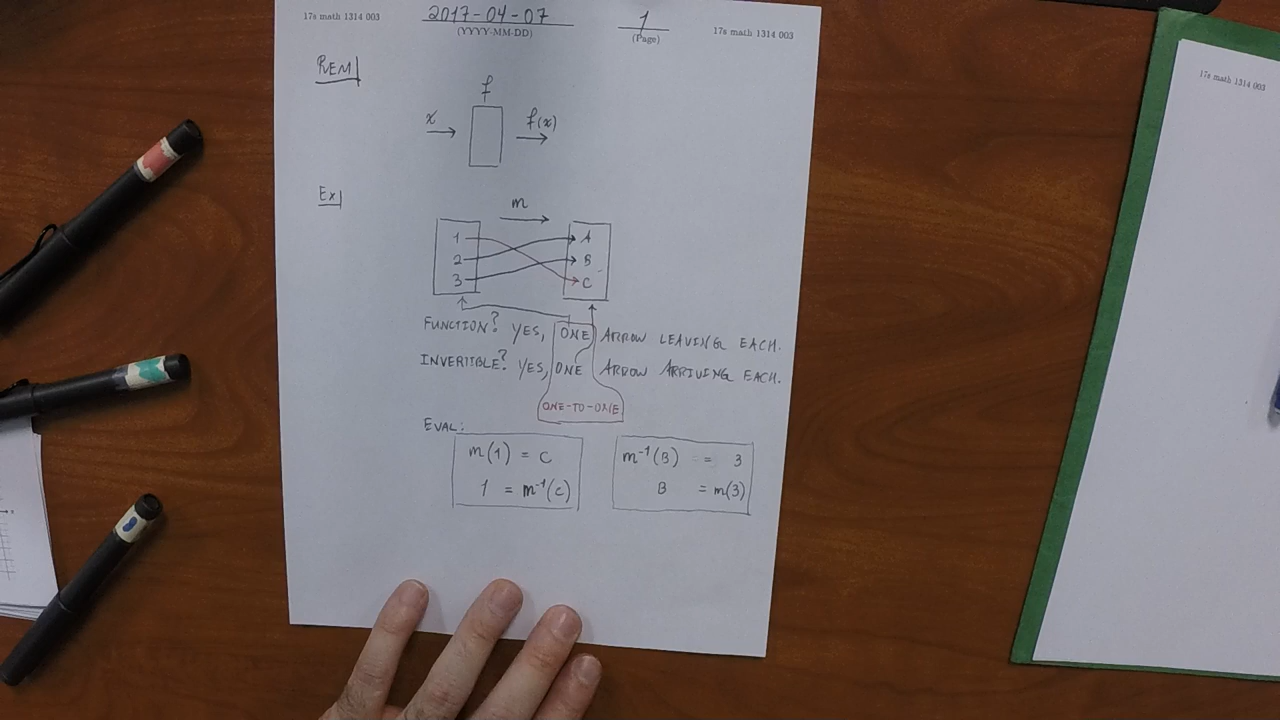 17s math 1314 003
2017-04-07
(YYYY-MM-DD)
1
(Page)
17s math 1314 003
REM
f
x
f(x)
Ex
m
1 A
2 B
3 C
FUNCTION? YES, ONE ARROW LEAVING EACH.
INVERTIBLE? YES, ONE ARROW ARRIVING EACH.
ONE-TO-ONE
EVAL:
m(1) = C
1 = m⁻¹(C)
m⁻¹(B) = 3
B = m(3)
17s math 1314 003